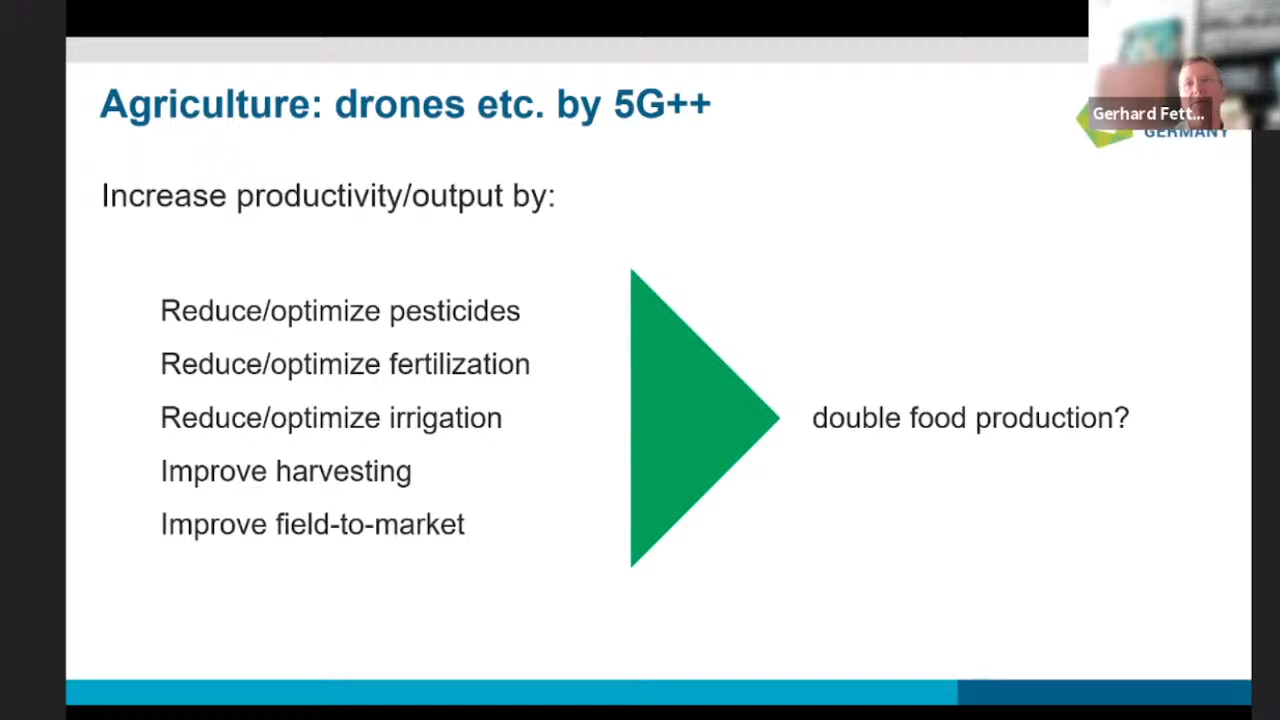 Agriculture: drones etc. by 5G++
Gerhard Fett...
GERMANY
Increase productivity/output by:
Reduce/optimize pesticides
Reduce/optimize fertilization
Reduce/optimize irrigation
Improve harvesting
Improve field-to-market
double food production?